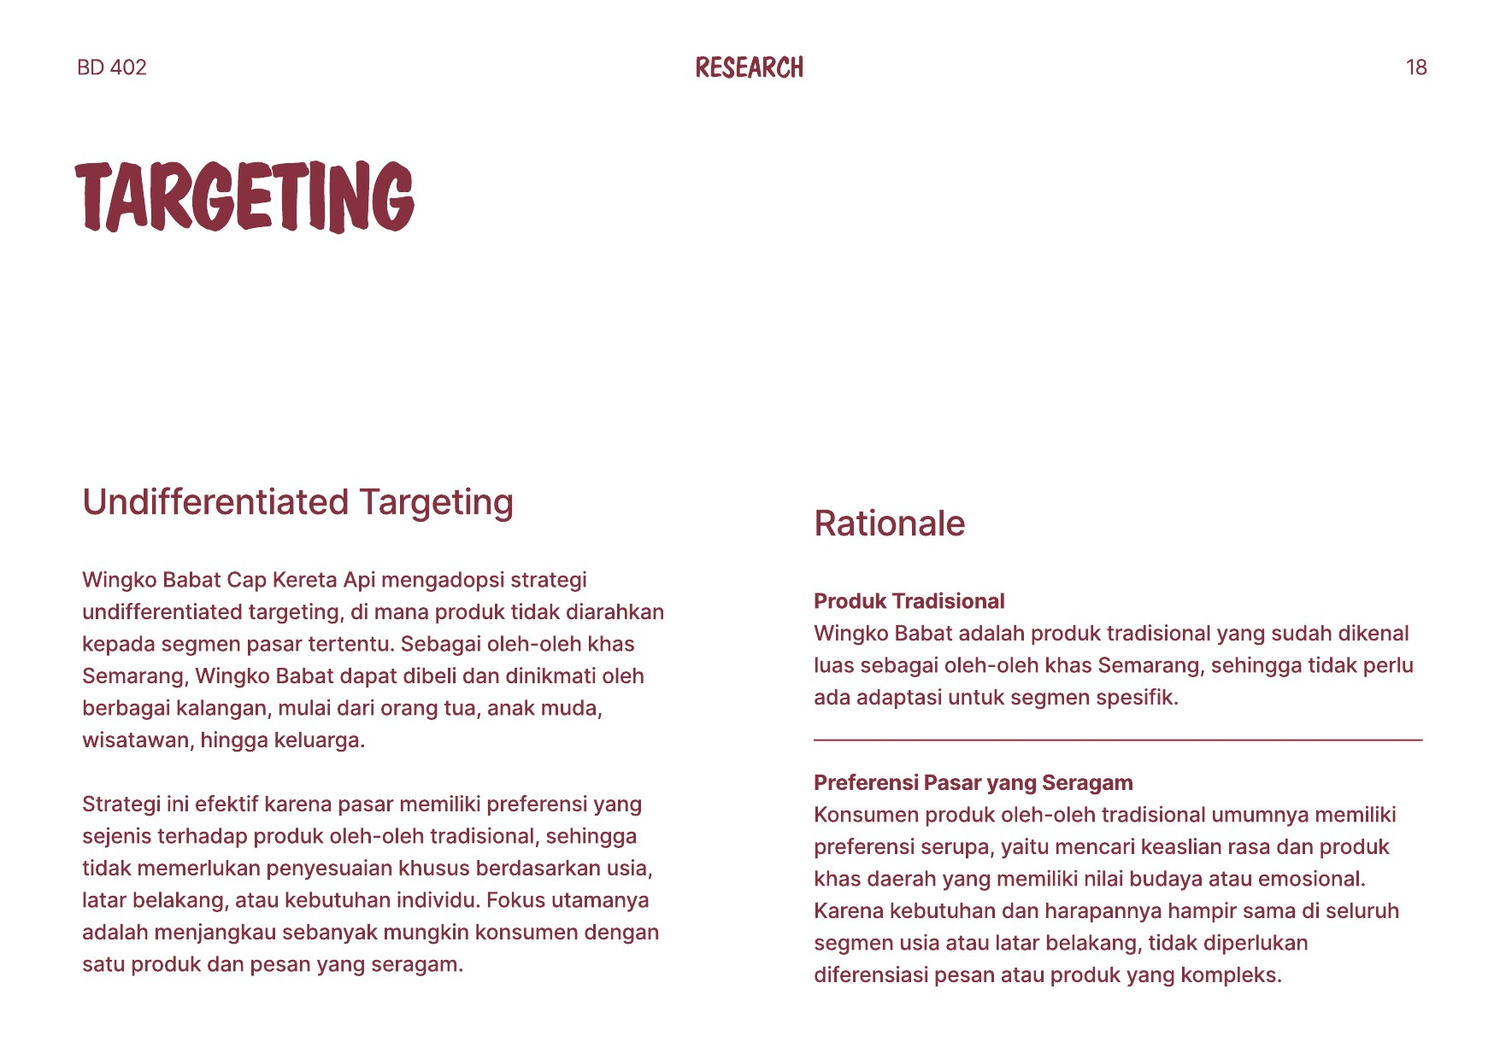 BD 402
RESEARCH
18
TARGETING
Undifferentiated Targeting
Wingko Babat Cap Kereta Api mengadopsi strategi
undifferentiated targeting, di mana produk tidak diarahkan
kepada segmen pasar tertentu. Sebagai oleh-oleh khas
Semarang, Wingko Babat dapat dibeli dan dinikmati oleh
berbagai kalangan, mulai dari orang tua, anak muda,
wisatawan, hingga keluarga.
Strategi ini efektif karena pasar memiliki preferensi yang
sejenis terhadap produk oleh-oleh tradisional, sehingga
tidak memerlukan penyesuaian khusus berdasarkan usia,
latar belakang, atau kebutuhan individu. Fokus utamanya
adalah menjangkau sebanyak mungkin konsumen dengan
satu produk dan pesan yang seragam.
Rationale
Produk Tradisional
Wingko Babat adalah produk tradisional yang sudah dikenal
luas sebagai oleh-oleh khas Semarang, sehingga tidak perlu
ada adaptasi untuk segmen spesifik.
Preferensi Pasar yang Seragam
Konsumen produk oleh-oleh tradisional umumnya memiliki
preferensi serupa, yaitu mencari keaslian rasa dan produk
khas daerah yang memiliki nilai budaya atau emosional.
Karena kebutuhan dan harapannya hampir sama di seluruh
segmen usia atau latar belakang, tidak diperlukan
diferensiasi pesan atau produk yang kompleks.